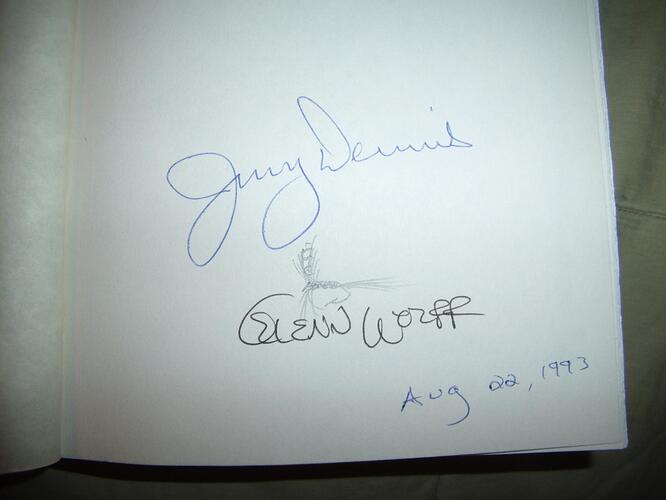 Jerry Dennis
GLENN WOLFF
Aug 22, 1993